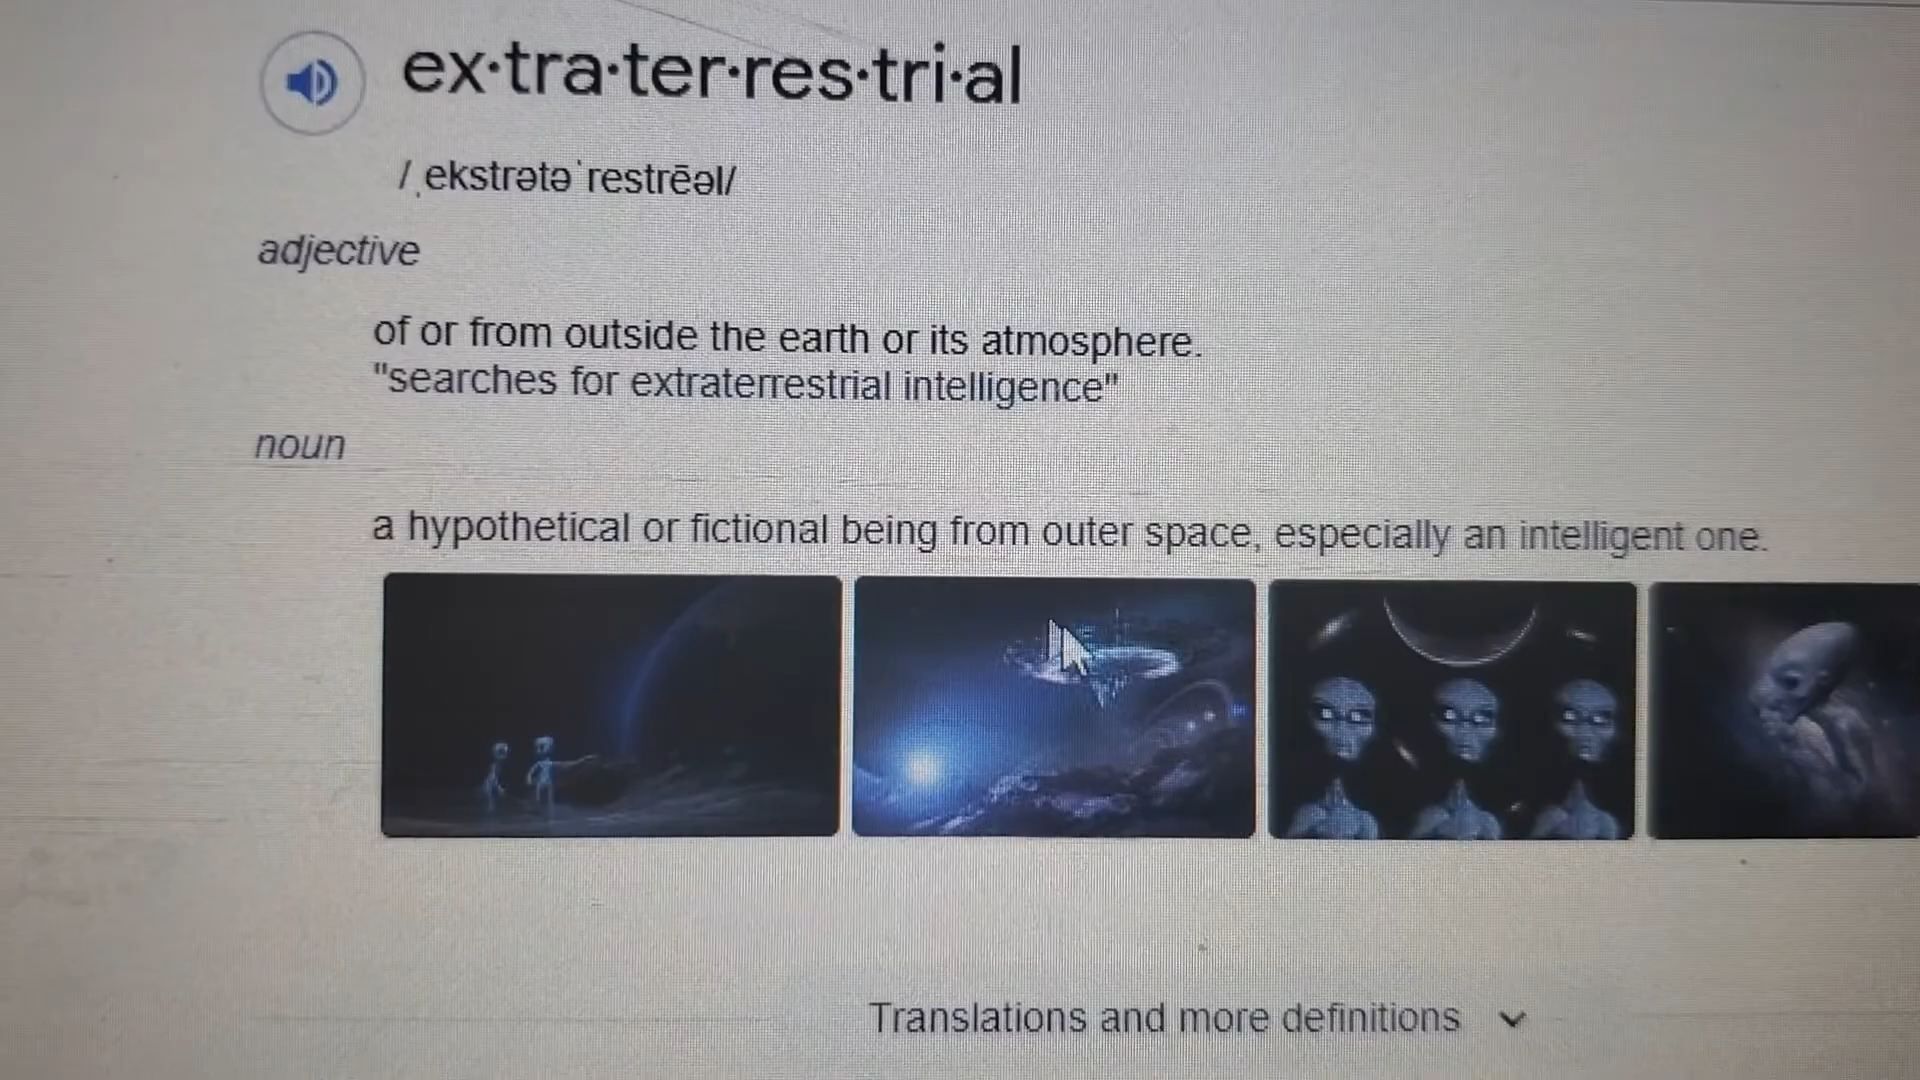 ex·tra·ter·res·tri·al
/ˌekstrətəˈrestrēəl/
adjective
of or from outside the earth or its atmosphere.
"searches for extraterrestrial intelligence"
noun
a hypothetical or fictional being from outer space, especially an intelligent one.
Translations and more definitions